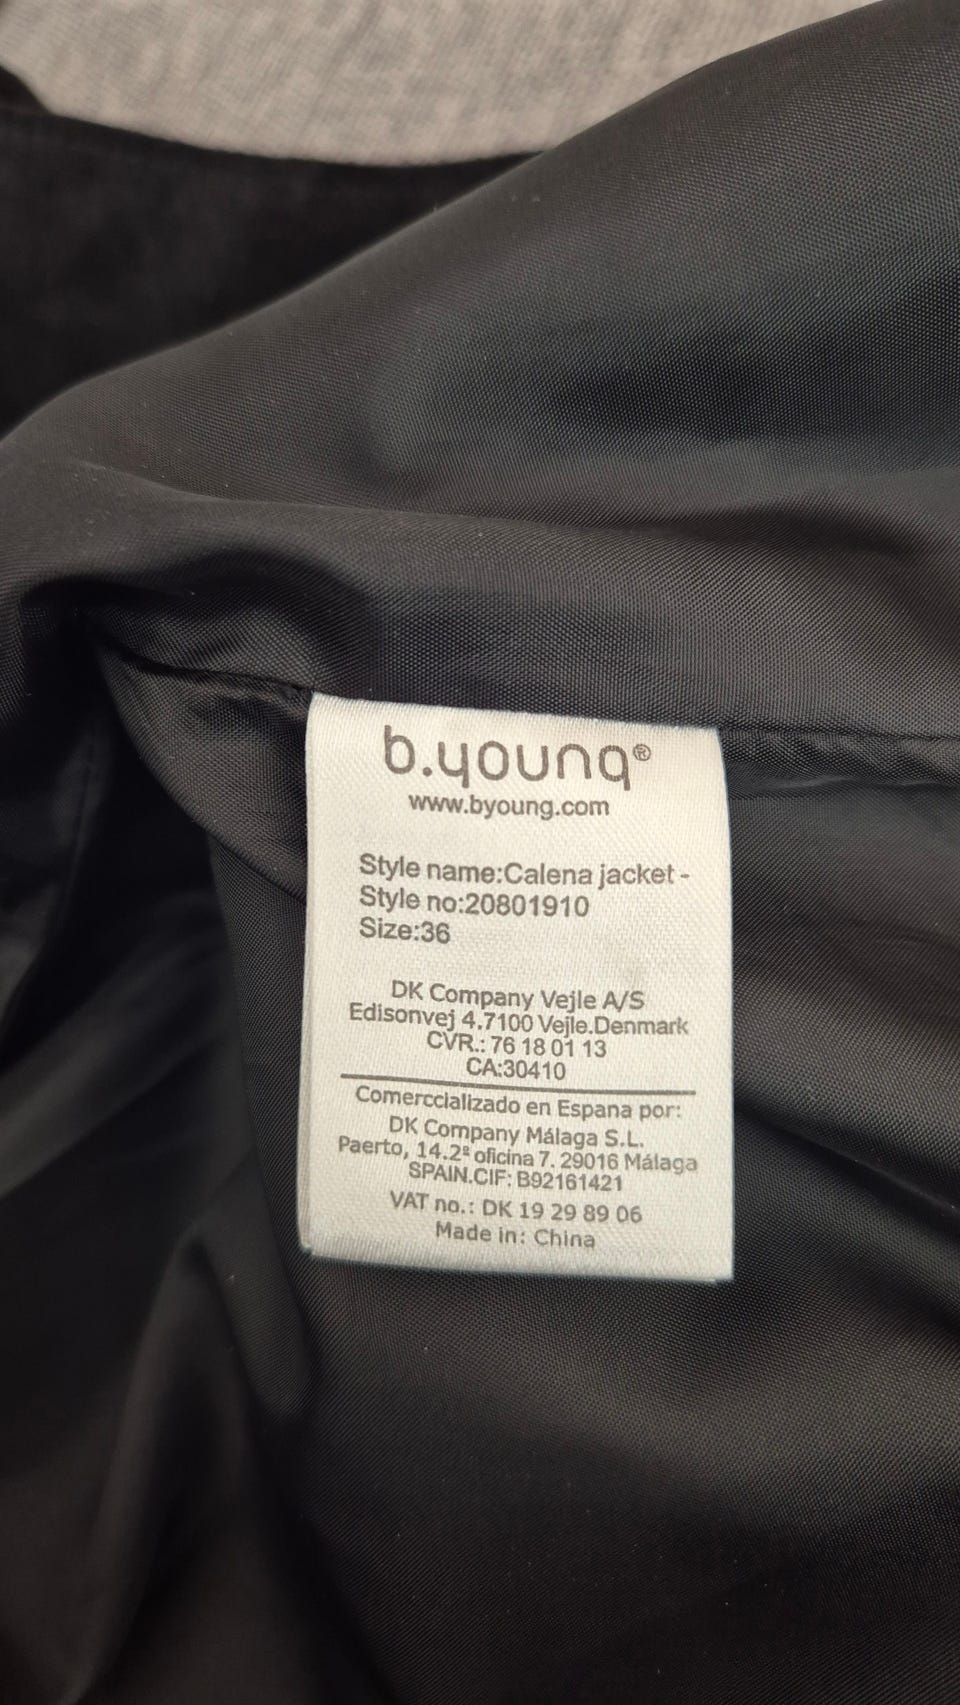 b.young®
www.byoung.com
Style name:Calena jacket -
Style no:20801910
Size:36
DK Company Vejle A/S
Edisonvej 4.7100 Vejle.Denmark
CVR.: 76 18 01 13
CA:30410
Comerccializado en Espana por:
DK Company Málaga S.L.
Paerto, 14.2ª oficina 7. 29016 Málaga
SPAIN.CIF: B92161421
VAT no.: DK 19 29 89 06
Made in: China